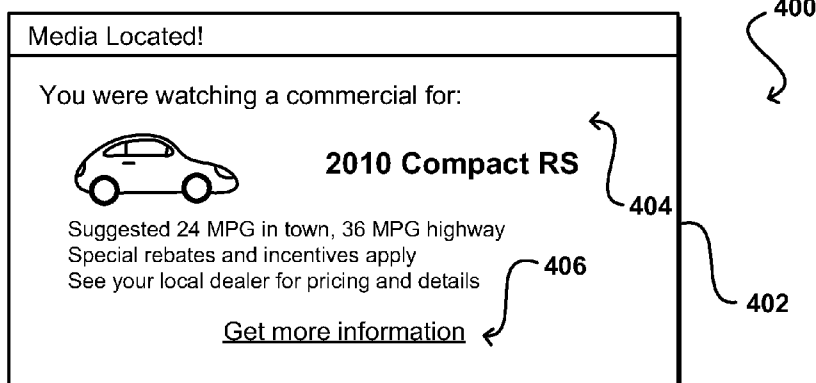 400
Media Located!
You were watching a commercial for:
2010 Compact RS
404
Suggested 24 MPG in town, 36 MPG highway
Special rebates and incentives apply
See your local dealer for pricing and details
406
402
Get more information